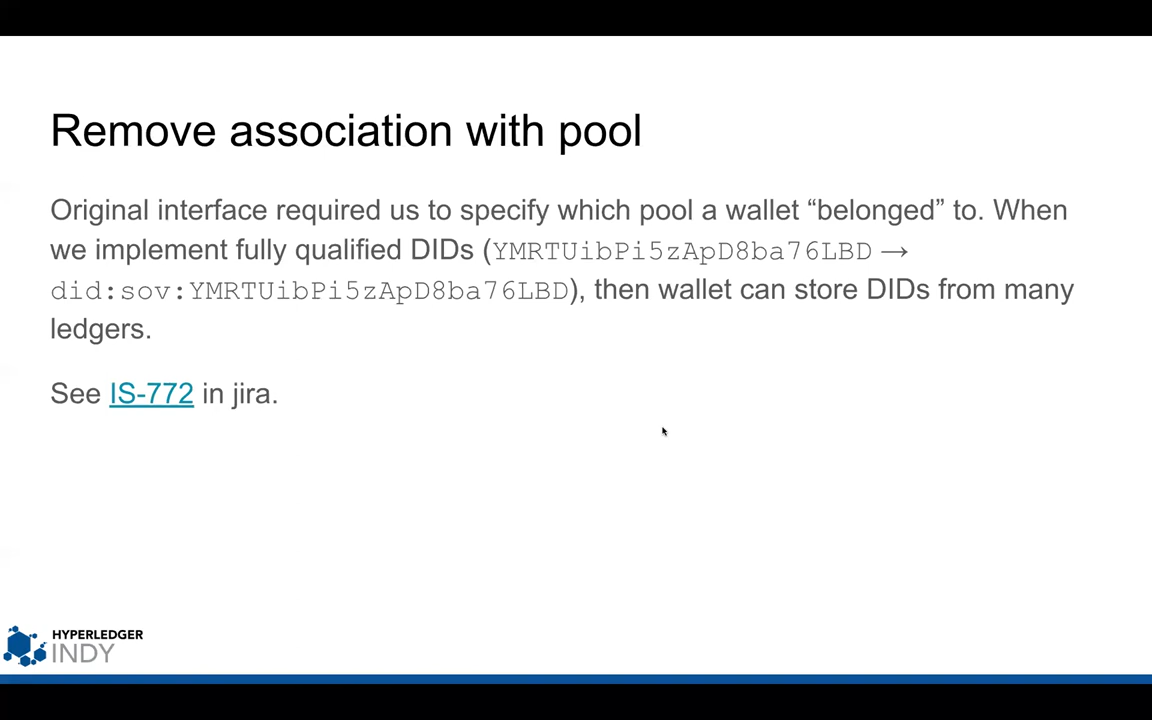 Remove association with pool
Original interface required us to specify which pool a wallet “belonged” to. When
we implement fully qualified DIDs (YMRTUibPi5zApD8ba76LBD →
did:sov:YMRTUibPi5zApD8ba76LBD), then wallet can store DIDs from many
ledgers.
See IS-772 in jira.
HYPERLEDGER
INDY